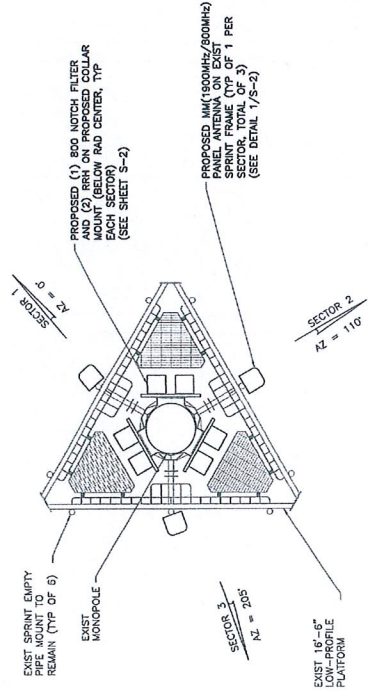 EXIST SPRINT EMPTY
PIPE MOUNT TO
REMAIN (TYP OF 6)
EXIST
MONOPOLE
SECTOR 3
AZ = 205°
EXIST 16'-6"
LOW-PROFILE
PLATFORM
SECTOR 1
AZ = 0°
PROPOSED (1) 800 NOTCH FILTER
AND (2) RRH ON PROPOSED COLLAR
MOUNT (BELOW RAD CENTER, TYP
EACH SECTOR)
(SEE SHEET S-2)
SECTOR 2
AZ = 110°
PROPOSED MM(1900MHz/800MHz)
PANEL ANTENNA ON EXIST
SPRINT FRAME (TYP OF 1 PER
SECTOR, TOTAL OF 3)
(SEE DETAIL 1/S-2)